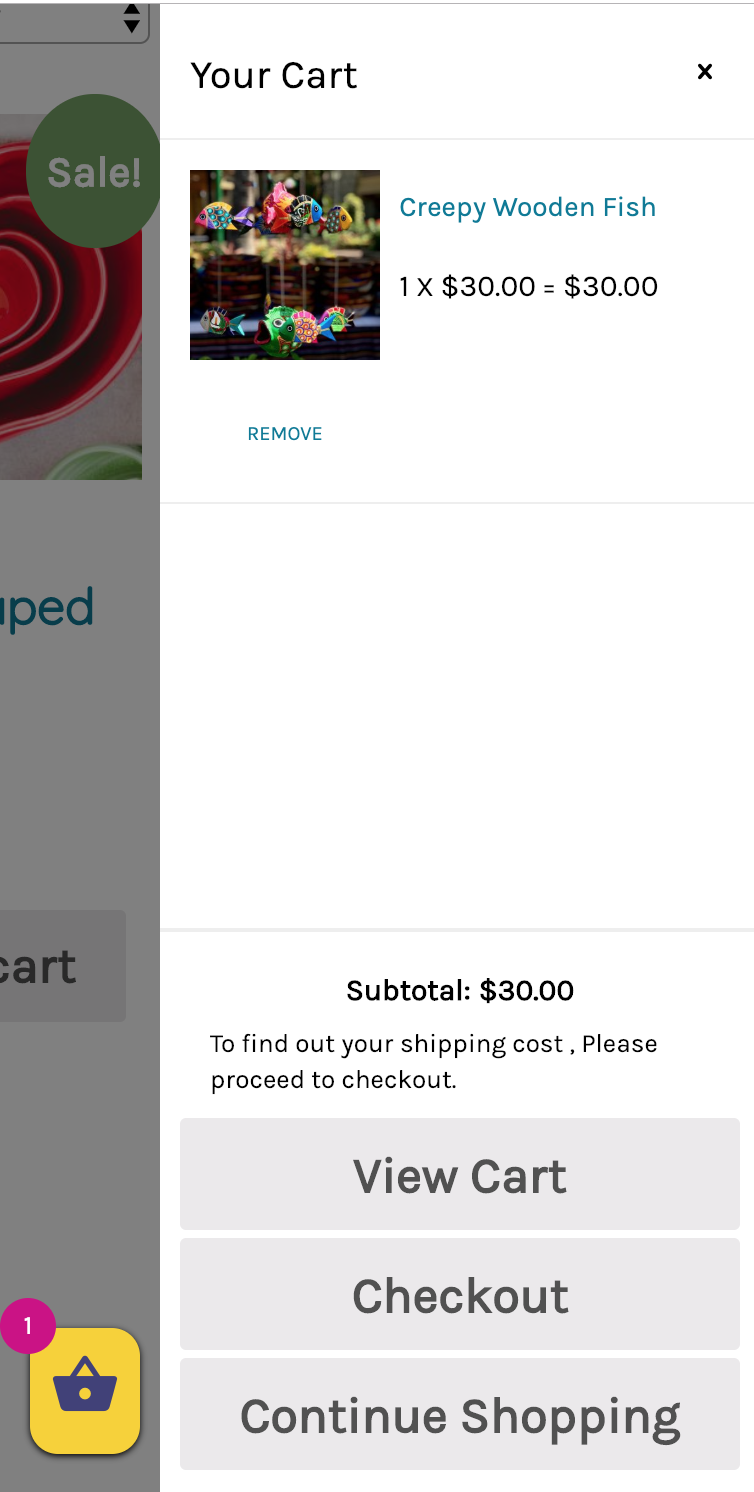 Your Cart
x
Sale!
Creepy Wooden Fish
1 X $30.00 = $30.00
REMOVE
cart
Subtotal: $30.00
To find out your shipping cost , Please
proceed to checkout.
View Cart
Checkout
Continue Shopping
1